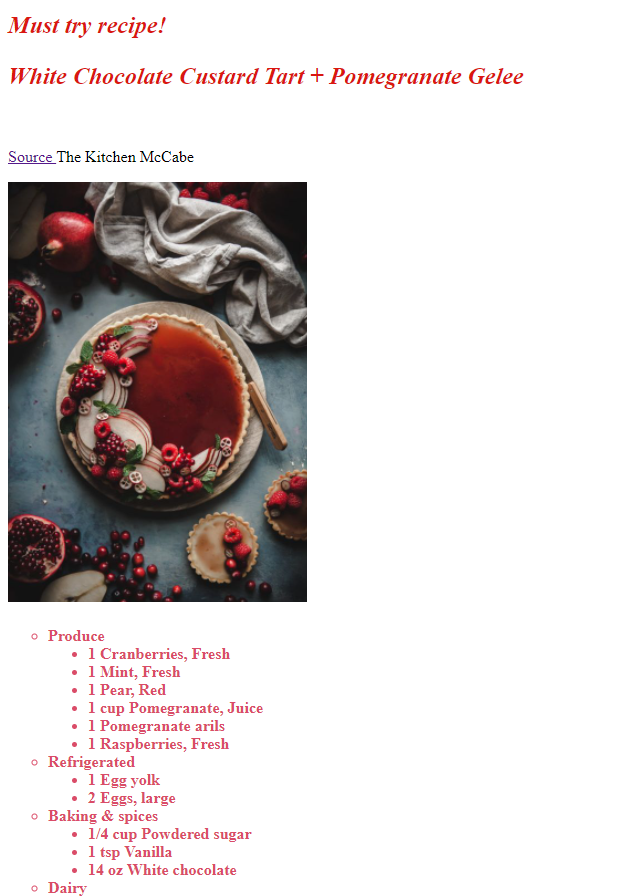 Must try recipe!
White Chocolate Custard Tart + Pomegranate Gelee
Source The Kitchen McCabe
Produce
1 Cranberries, Fresh
1 Mint, Fresh
1 Pear, Red
1 cup Pomegranate, Juice
1 Pomegranate arils
1 Raspberries, Fresh
Refrigerated
1 Egg yolk
2 Eggs, large
Baking & spices
1/4 cup Powdered sugar
1 tsp Vanilla
14 oz White chocolate
Dairy